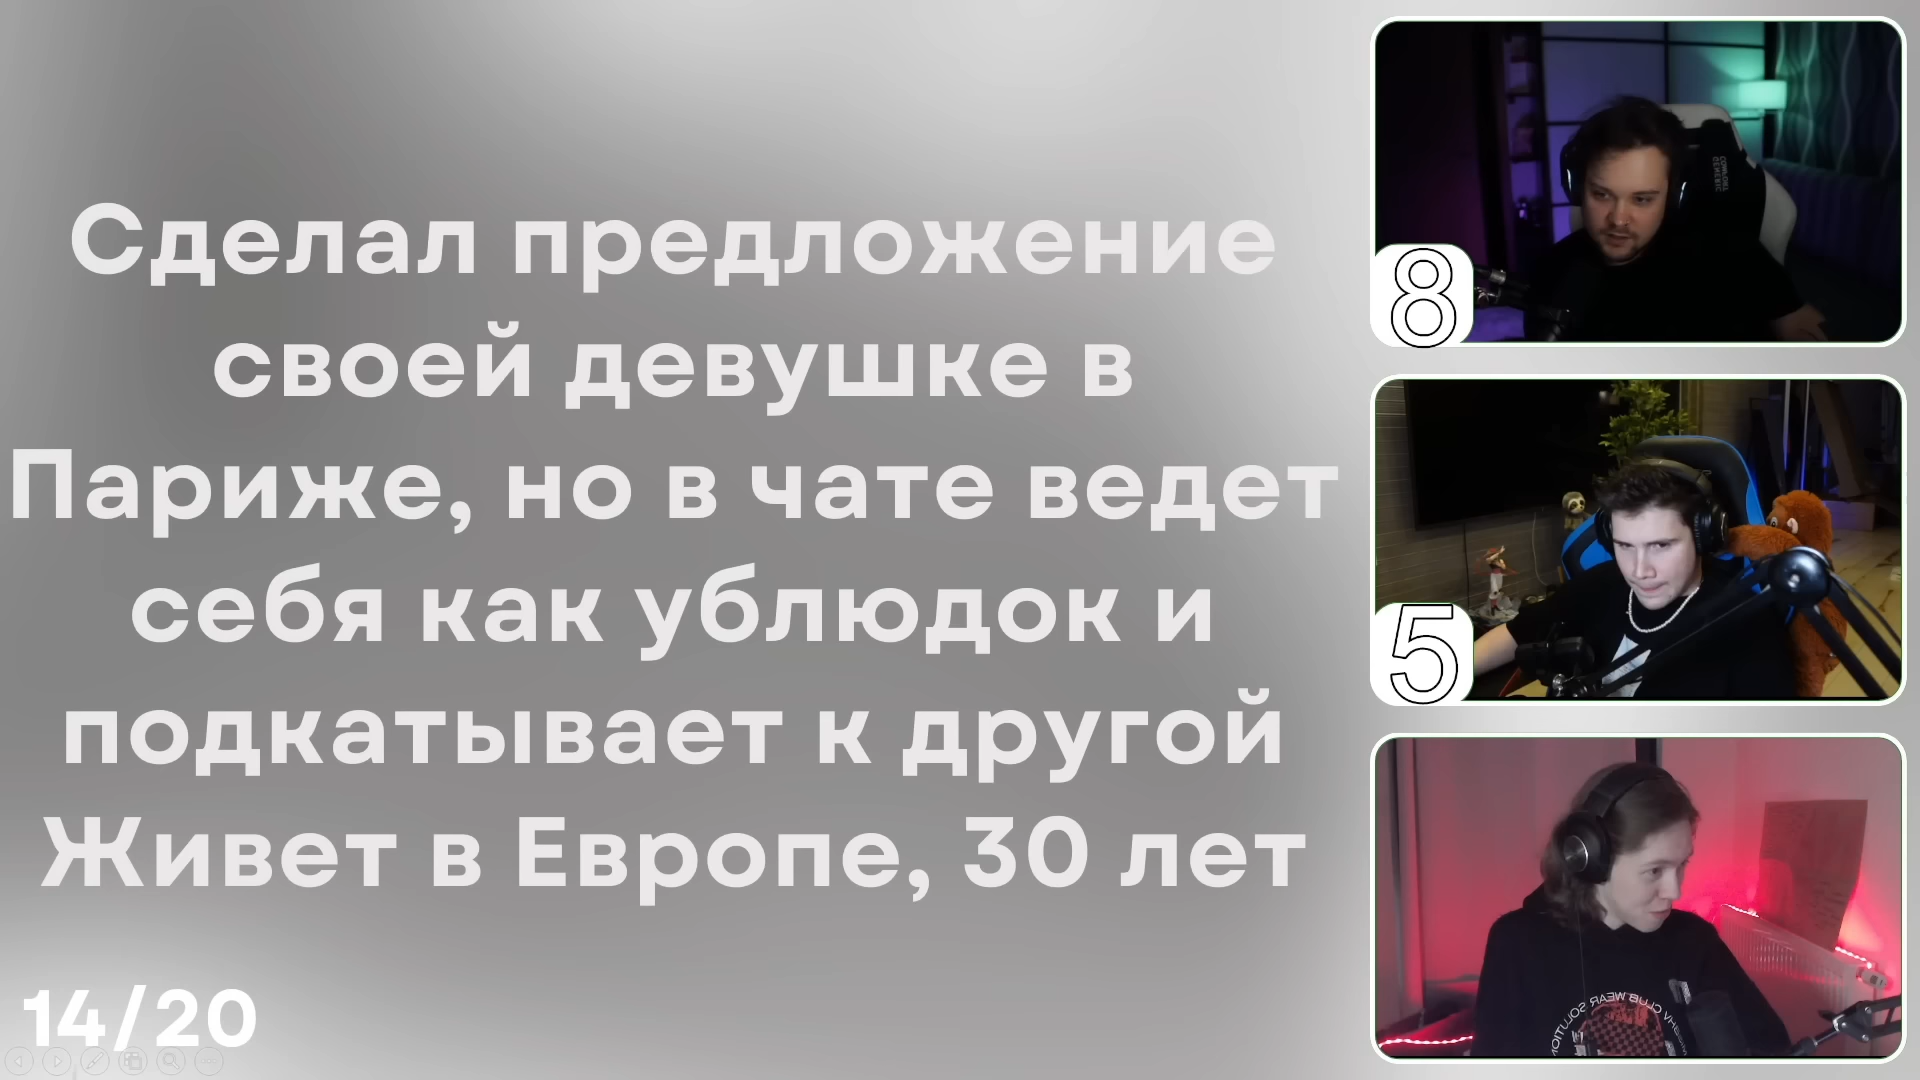 Сделал предложение
своей девушке в
Париже, но в чате ведет
себя как ублюдок и
подкатывает к другой
Живет в Европе, 30 лет
14/20
8
5